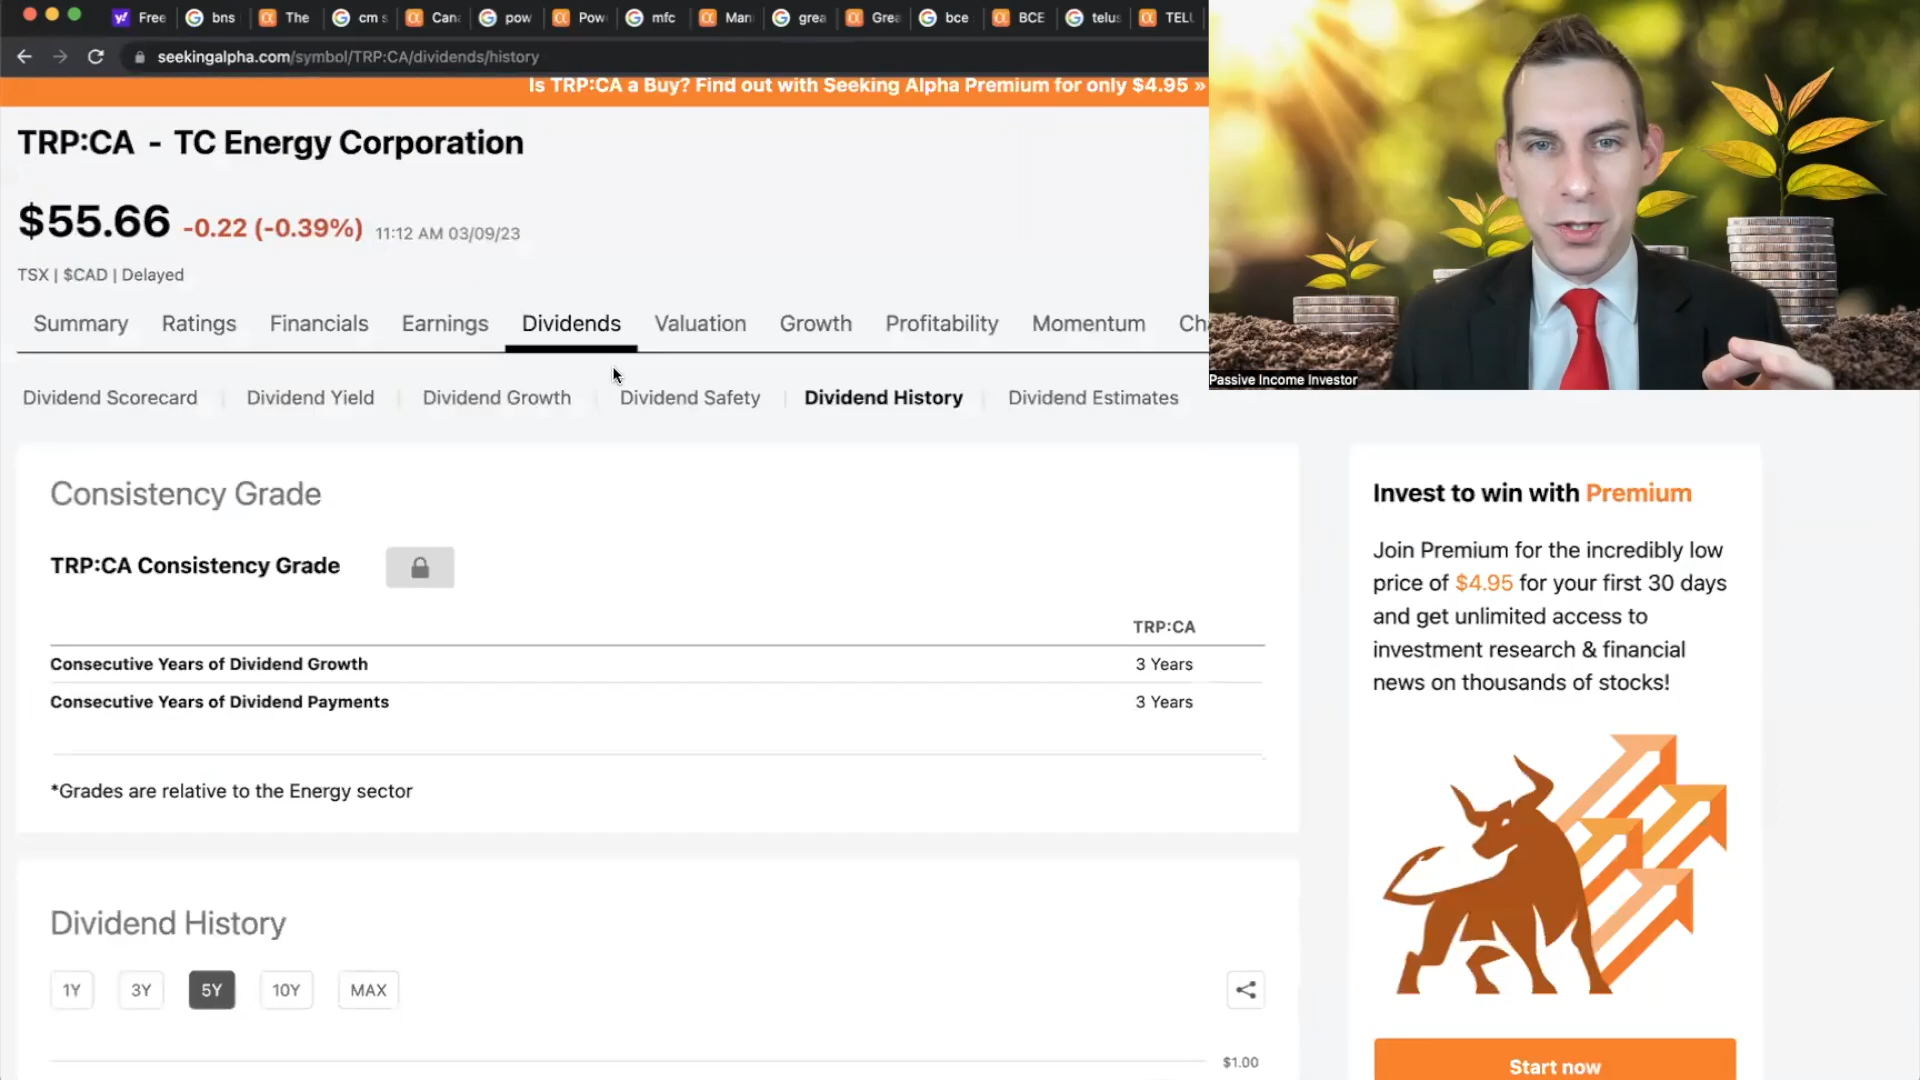 Free
bns
The
cm s
Can
pow
Pow
mfc
Man
grea
Grea
bce
BCE
telus
TELU
seekingalpha.com/symbol/TRP:CA/dividends/history
Is TRP:CA a Buy? Find out with Seeking Alpha Premium for only $4.95 »
TRP:CA - TC Energy Corporation
$55.66 -0.22 (-0.39%) 11:12 AM 03/09/23
TSX | $CAD | Delayed
Summary Ratings Financials Earnings Dividends Valuation Growth Profitability Momentum Ch
Passive Income Investor
Dividend Scorecard Dividend Yield Dividend Growth Dividend Safety Dividend History Dividend Estimates
Consistency Grade
TRP:CA Consistency Grade
TRP:CA
Consecutive Years of Dividend Growth 3 Years
Consecutive Years of Dividend Payments 3 Years
*Grades are relative to the Energy sector
Dividend History
1Y 3Y 5Y 10Y MAX
$1.00
Invest to win with Premium
Join Premium for the incredibly low
price of $4.95 for your first 30 days
and get unlimited access to
investment research & financial
news on thousands of stocks!
Start now